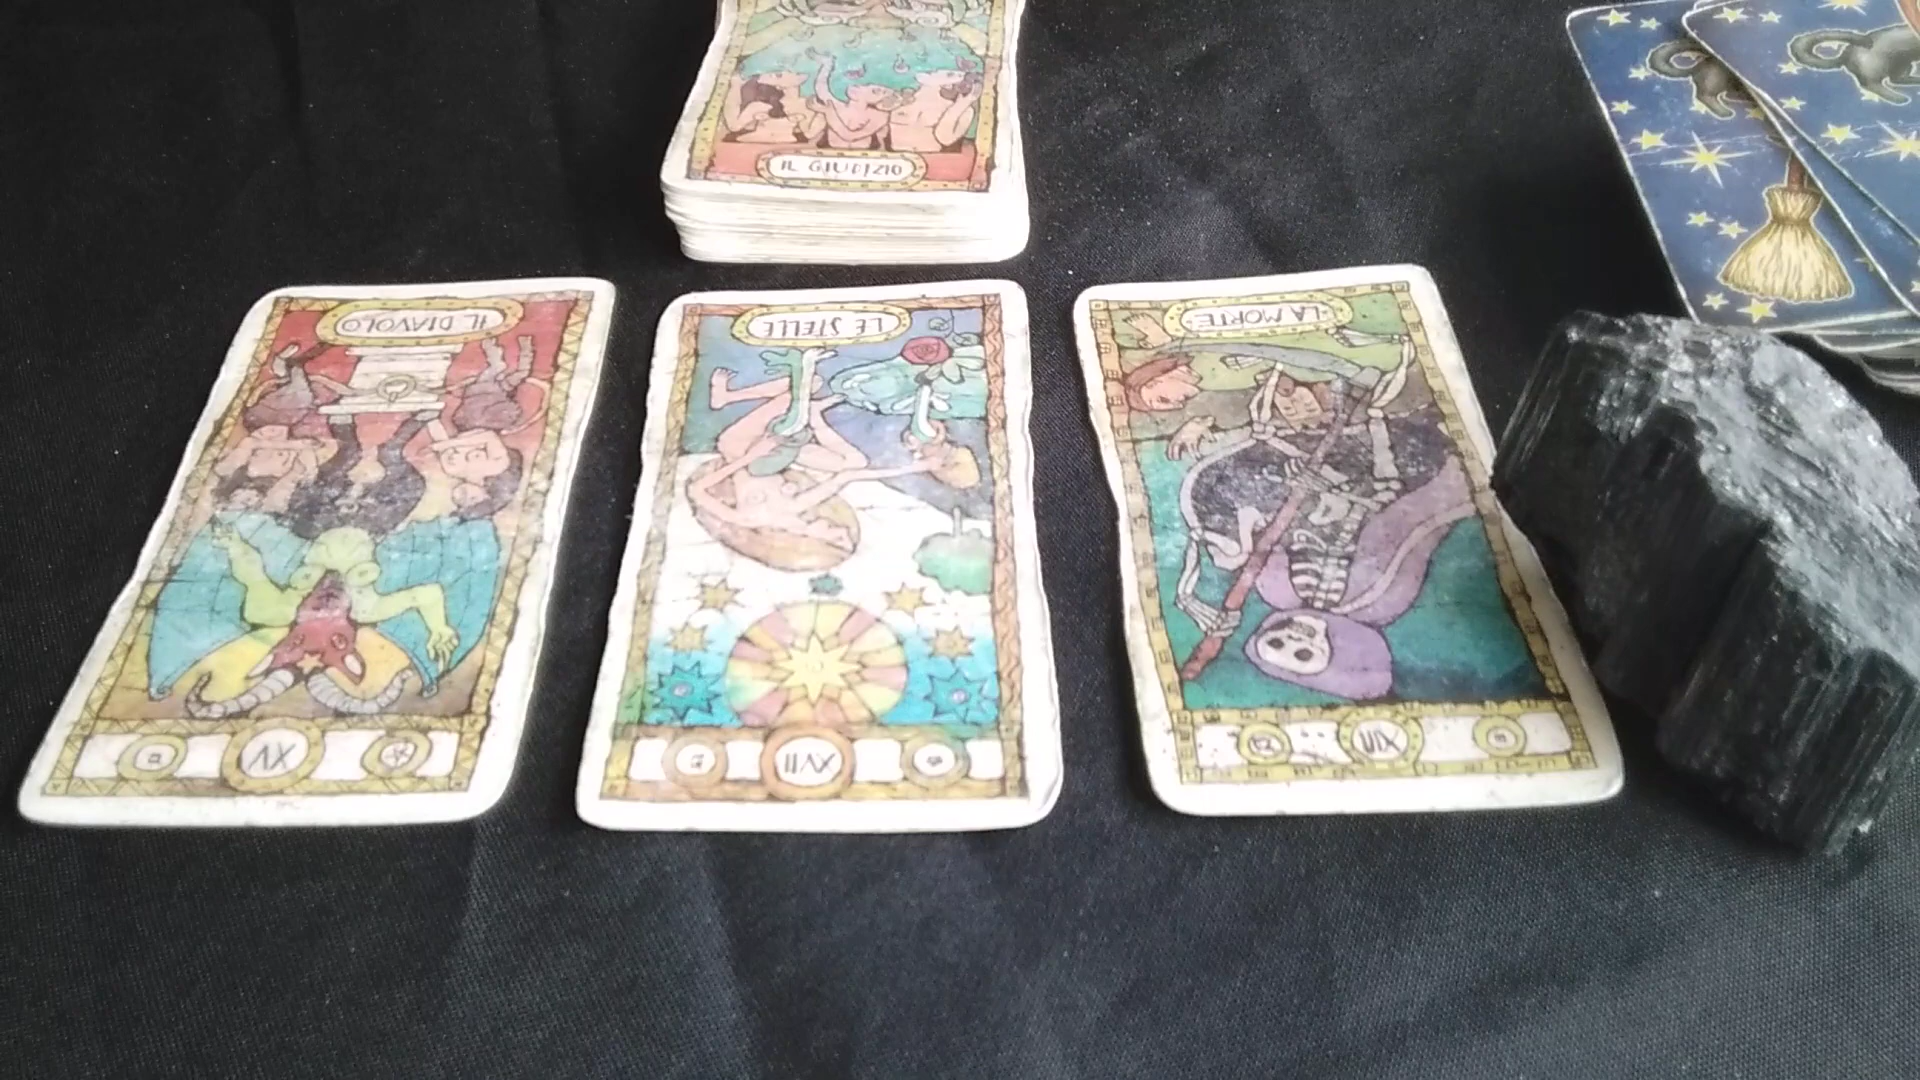 IL GIUDIZIO
IL DIAVOLO
LE STELLE
LA MORTE
XV
XVII
XIII